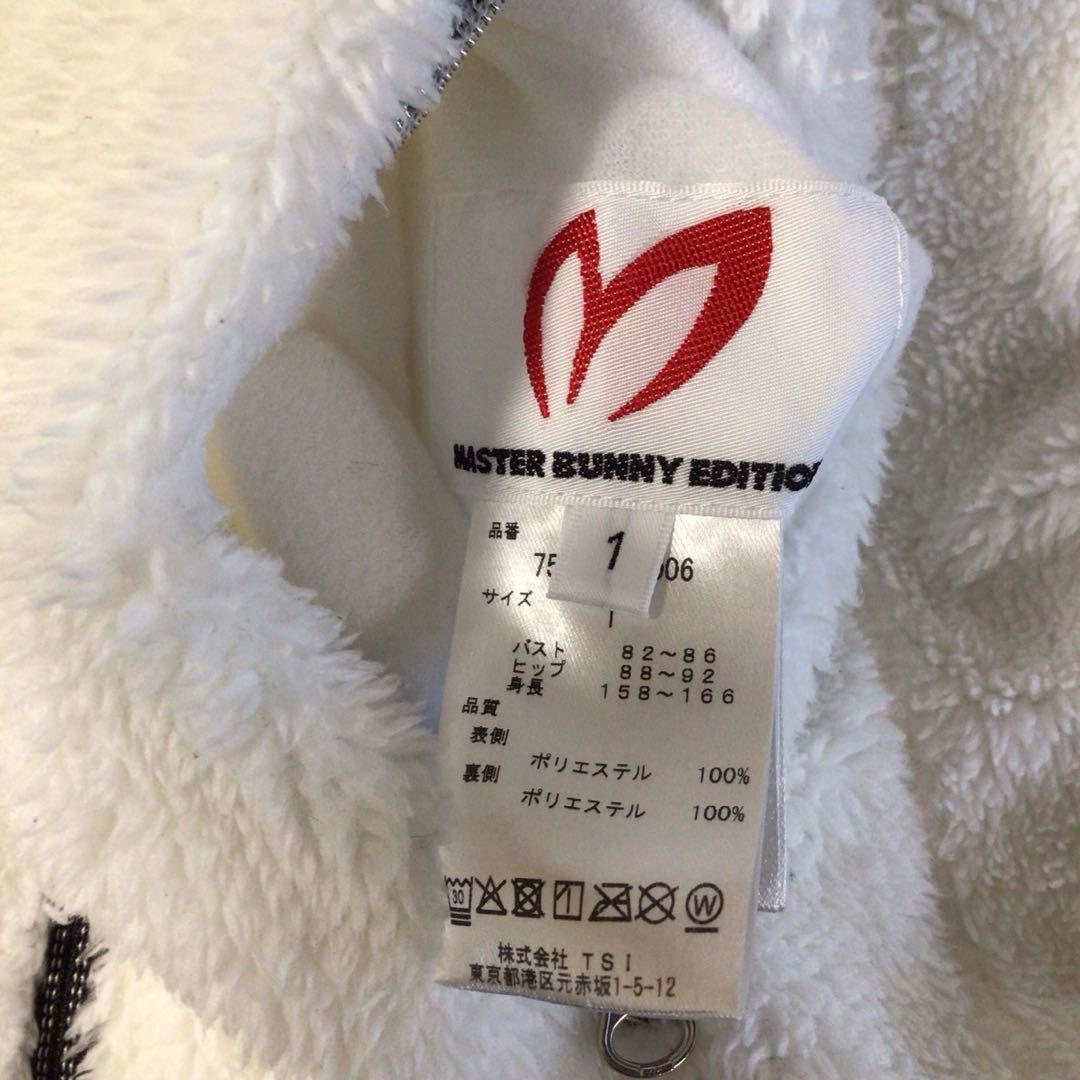 MASTER BUNNY EDITION
1
品番
サイズ
1
バスト 82~86
ヒップ 88~92
身長 158~166
品質
表側
ポリエステル 100%
裏側
ポリエステル 100%
30
W
株式会社 TSI
東京都港区元赤坂1-5-12